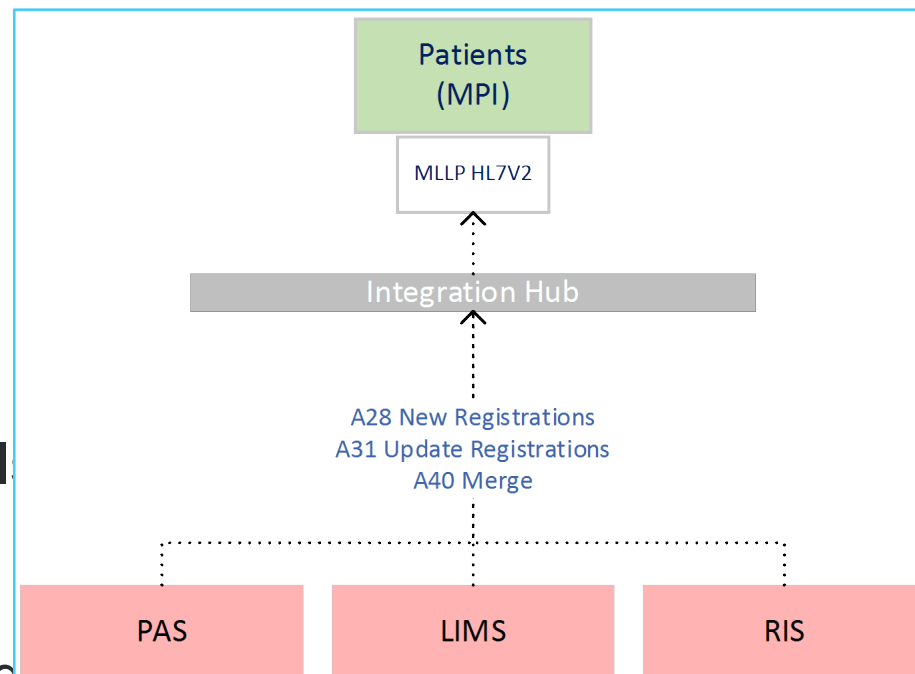 Patients
(MPI)
MLLP HL7V2
Integration Hub
A28 New Registrations
A31 Update Registrations
A40 Merge
PAS
LIMS
RIS